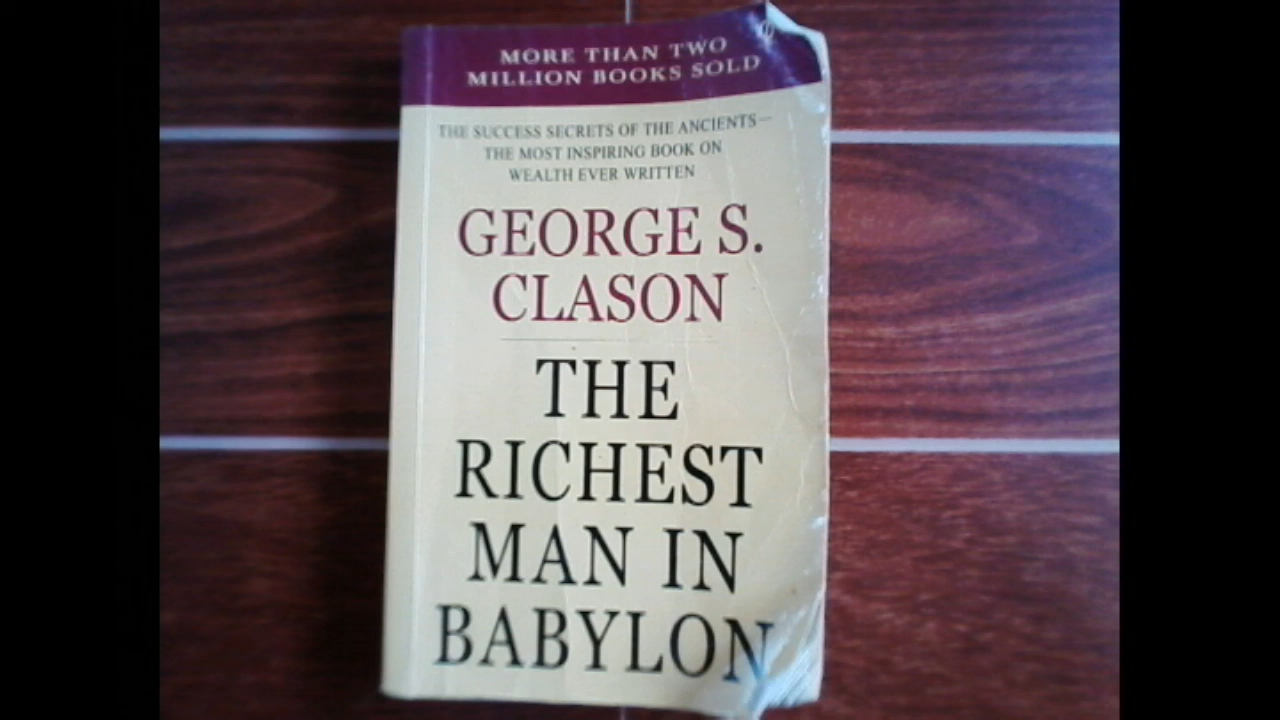 MORE THAN TWO
MILLION BOOKS SOLD
THE SUCCESS SECRETS OF THE ANCIENTS—
THE MOST INSPIRING BOOK ON
WEALTH EVER WRITTEN
GEORGE S.
CLASON
THE
RICHEST
MAN IN
BABYLON